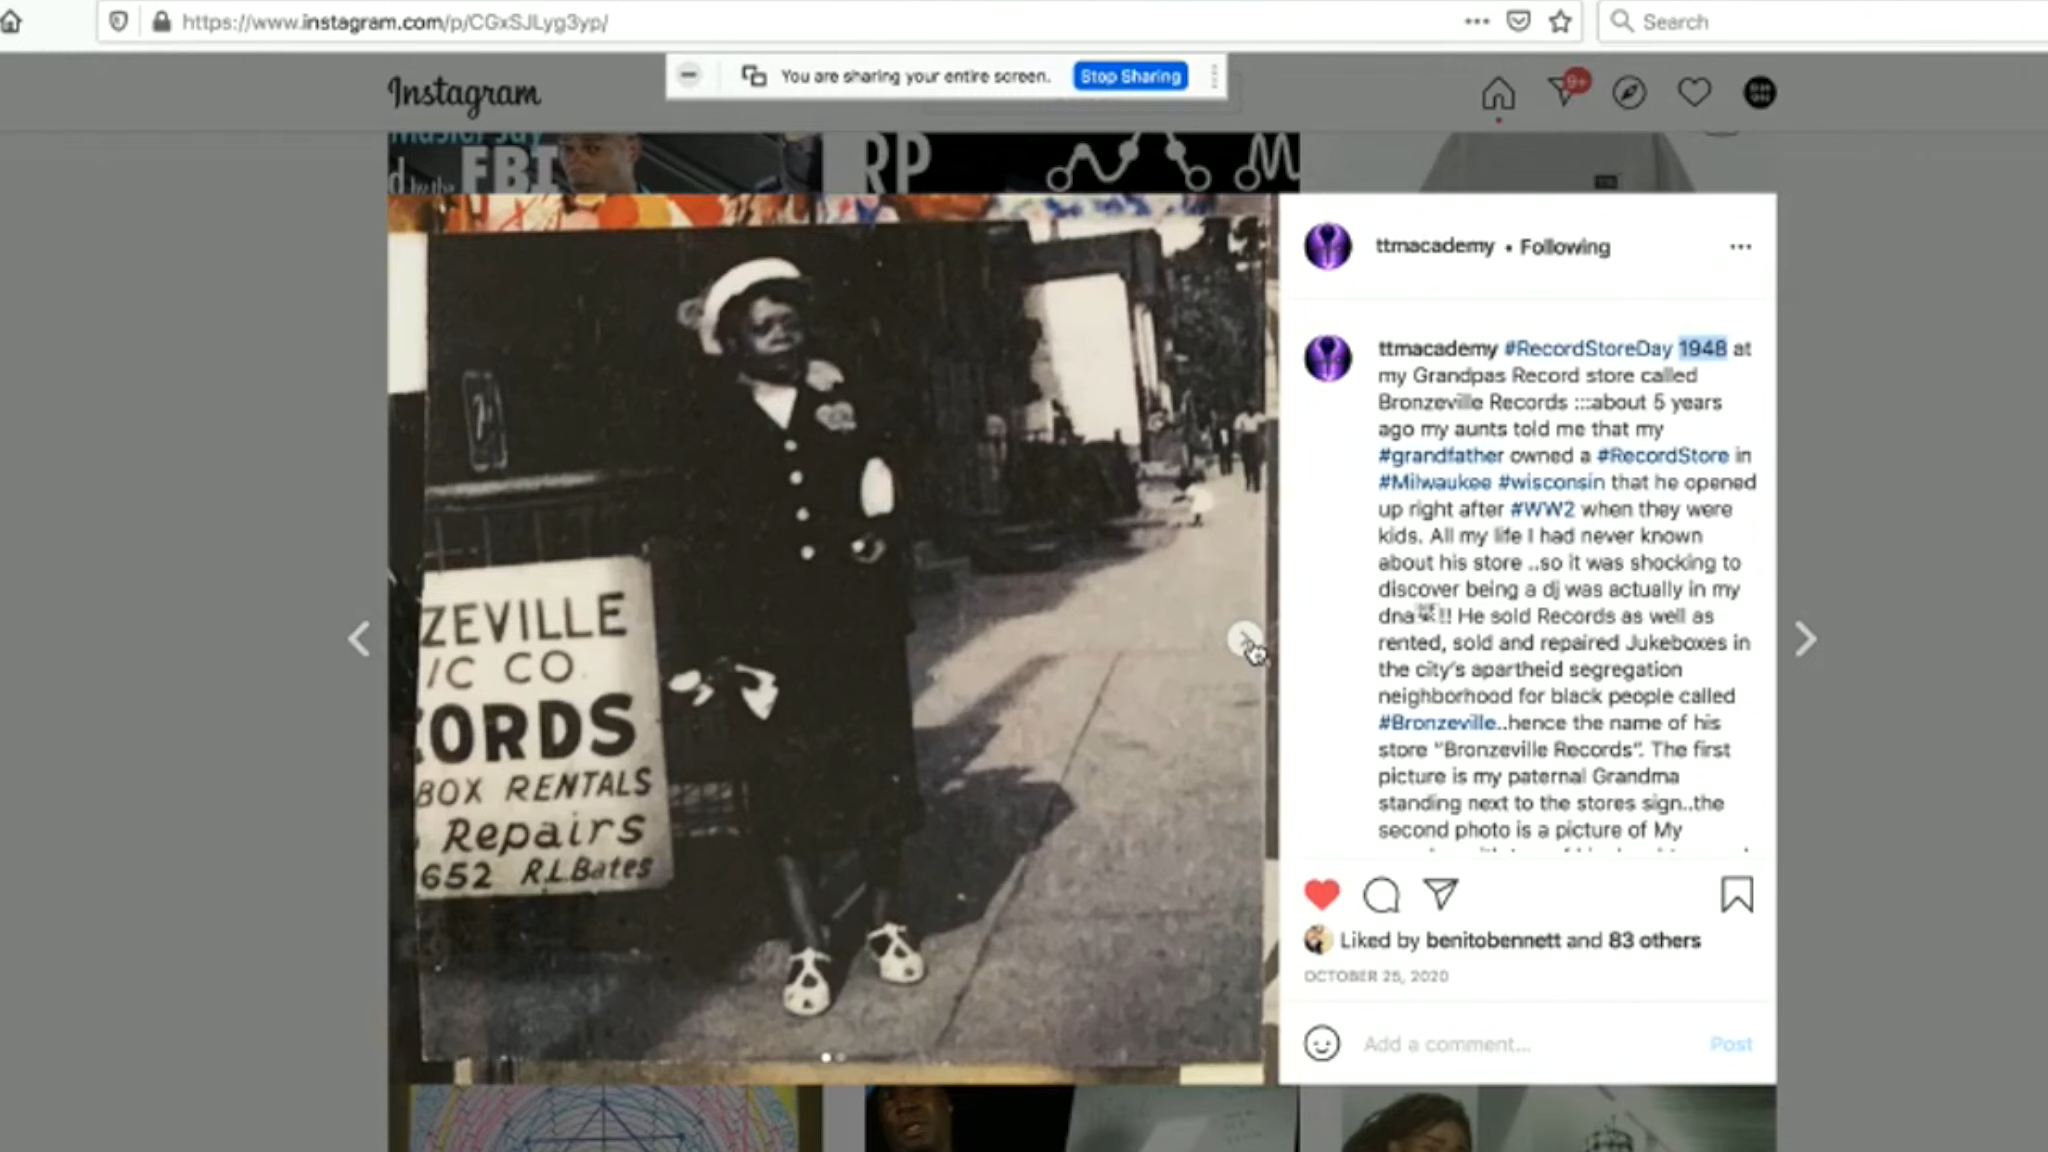 https://www.instagram.com/p/CGxSJLyg3yp/
Search
You are sharing your entire screen.
Stop Sharing
Instagram
9+
Master Jay
d by the FBI
RP
ttmacademy • Following
ttmacademy #RecordStoreDay 1948 at
my Grandpas Record store called
Bronzeville Records :::about 5 years
ago my aunts told me that my
#grandfather owned a #RecordStore in
#Milwaukee #wisconsin that he opened
up right after #WW2 when they were
kids. All my life I had never known
about his store ..so it was shocking to
discover being a dj was actually in my
dna!! He sold Records as well as
rented, sold and repaired Jukeboxes in
the city's apartheid segregation
neighborhood for black people called
#Bronzeville..hence the name of his
store "Bronzeville Records". The first
picture is my paternal Grandma
standing next to the stores sign..the
second photo is a picture of My
ZEVILLE
IC CO.
CORDS
BOX RENTALS
Repairs
652 R.L.Bates
Liked by benitobennett and 83 others
OCTOBER 25, 2020
Add a comment...
Post